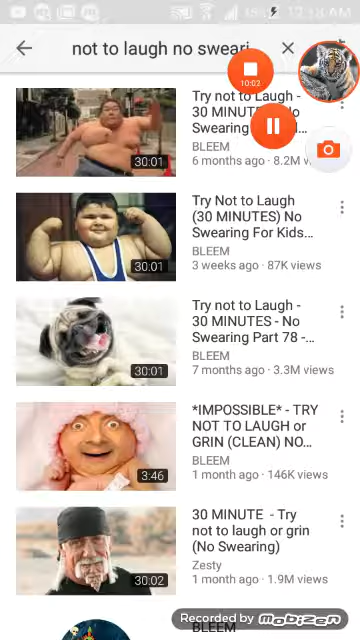 12:18 AM
not to laugh no sweari
10:02
Try not to Laugh -
30 MINUTES
No
Swearing
BLEEM
6 months ago · 8.2M
30:01
Try Not to Laugh
(30 MINUTES) No
Swearing For Kids...
BLEEM
3 weeks ago · 87K views
30:01
Try not to Laugh -
30 MINUTES - No
Swearing Part 78 -...
BLEEM
7 months ago · 3.3M views
30:01
*IMPOSSIBLE* - TRY
NOT TO LAUGH or
GRIN (CLEAN) NO...
BLEEM
1 month ago · 146K views
3:46
30 MINUTE - Try
not to laugh or grin
(No Swearing)
Zesty
1 month ago · 1.9M views
30:02
BLEEM
Recorded by mobizen